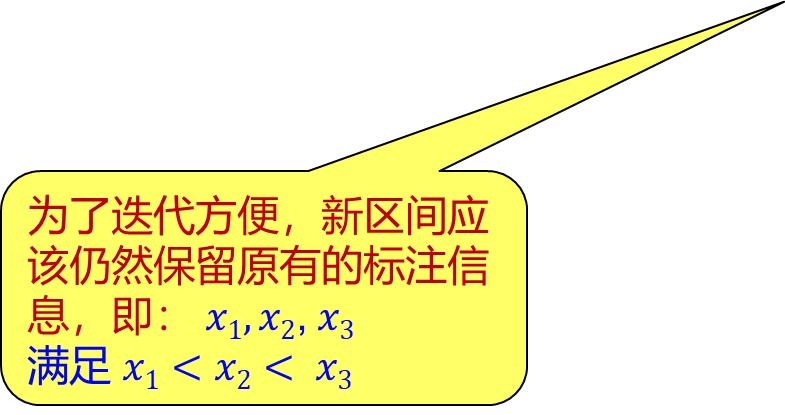 为了迭代方便，新区间应
该仍然保留原有的标注信
息，即： x₁, x₂, x₃
满足 x₁ < x₂ < x₃